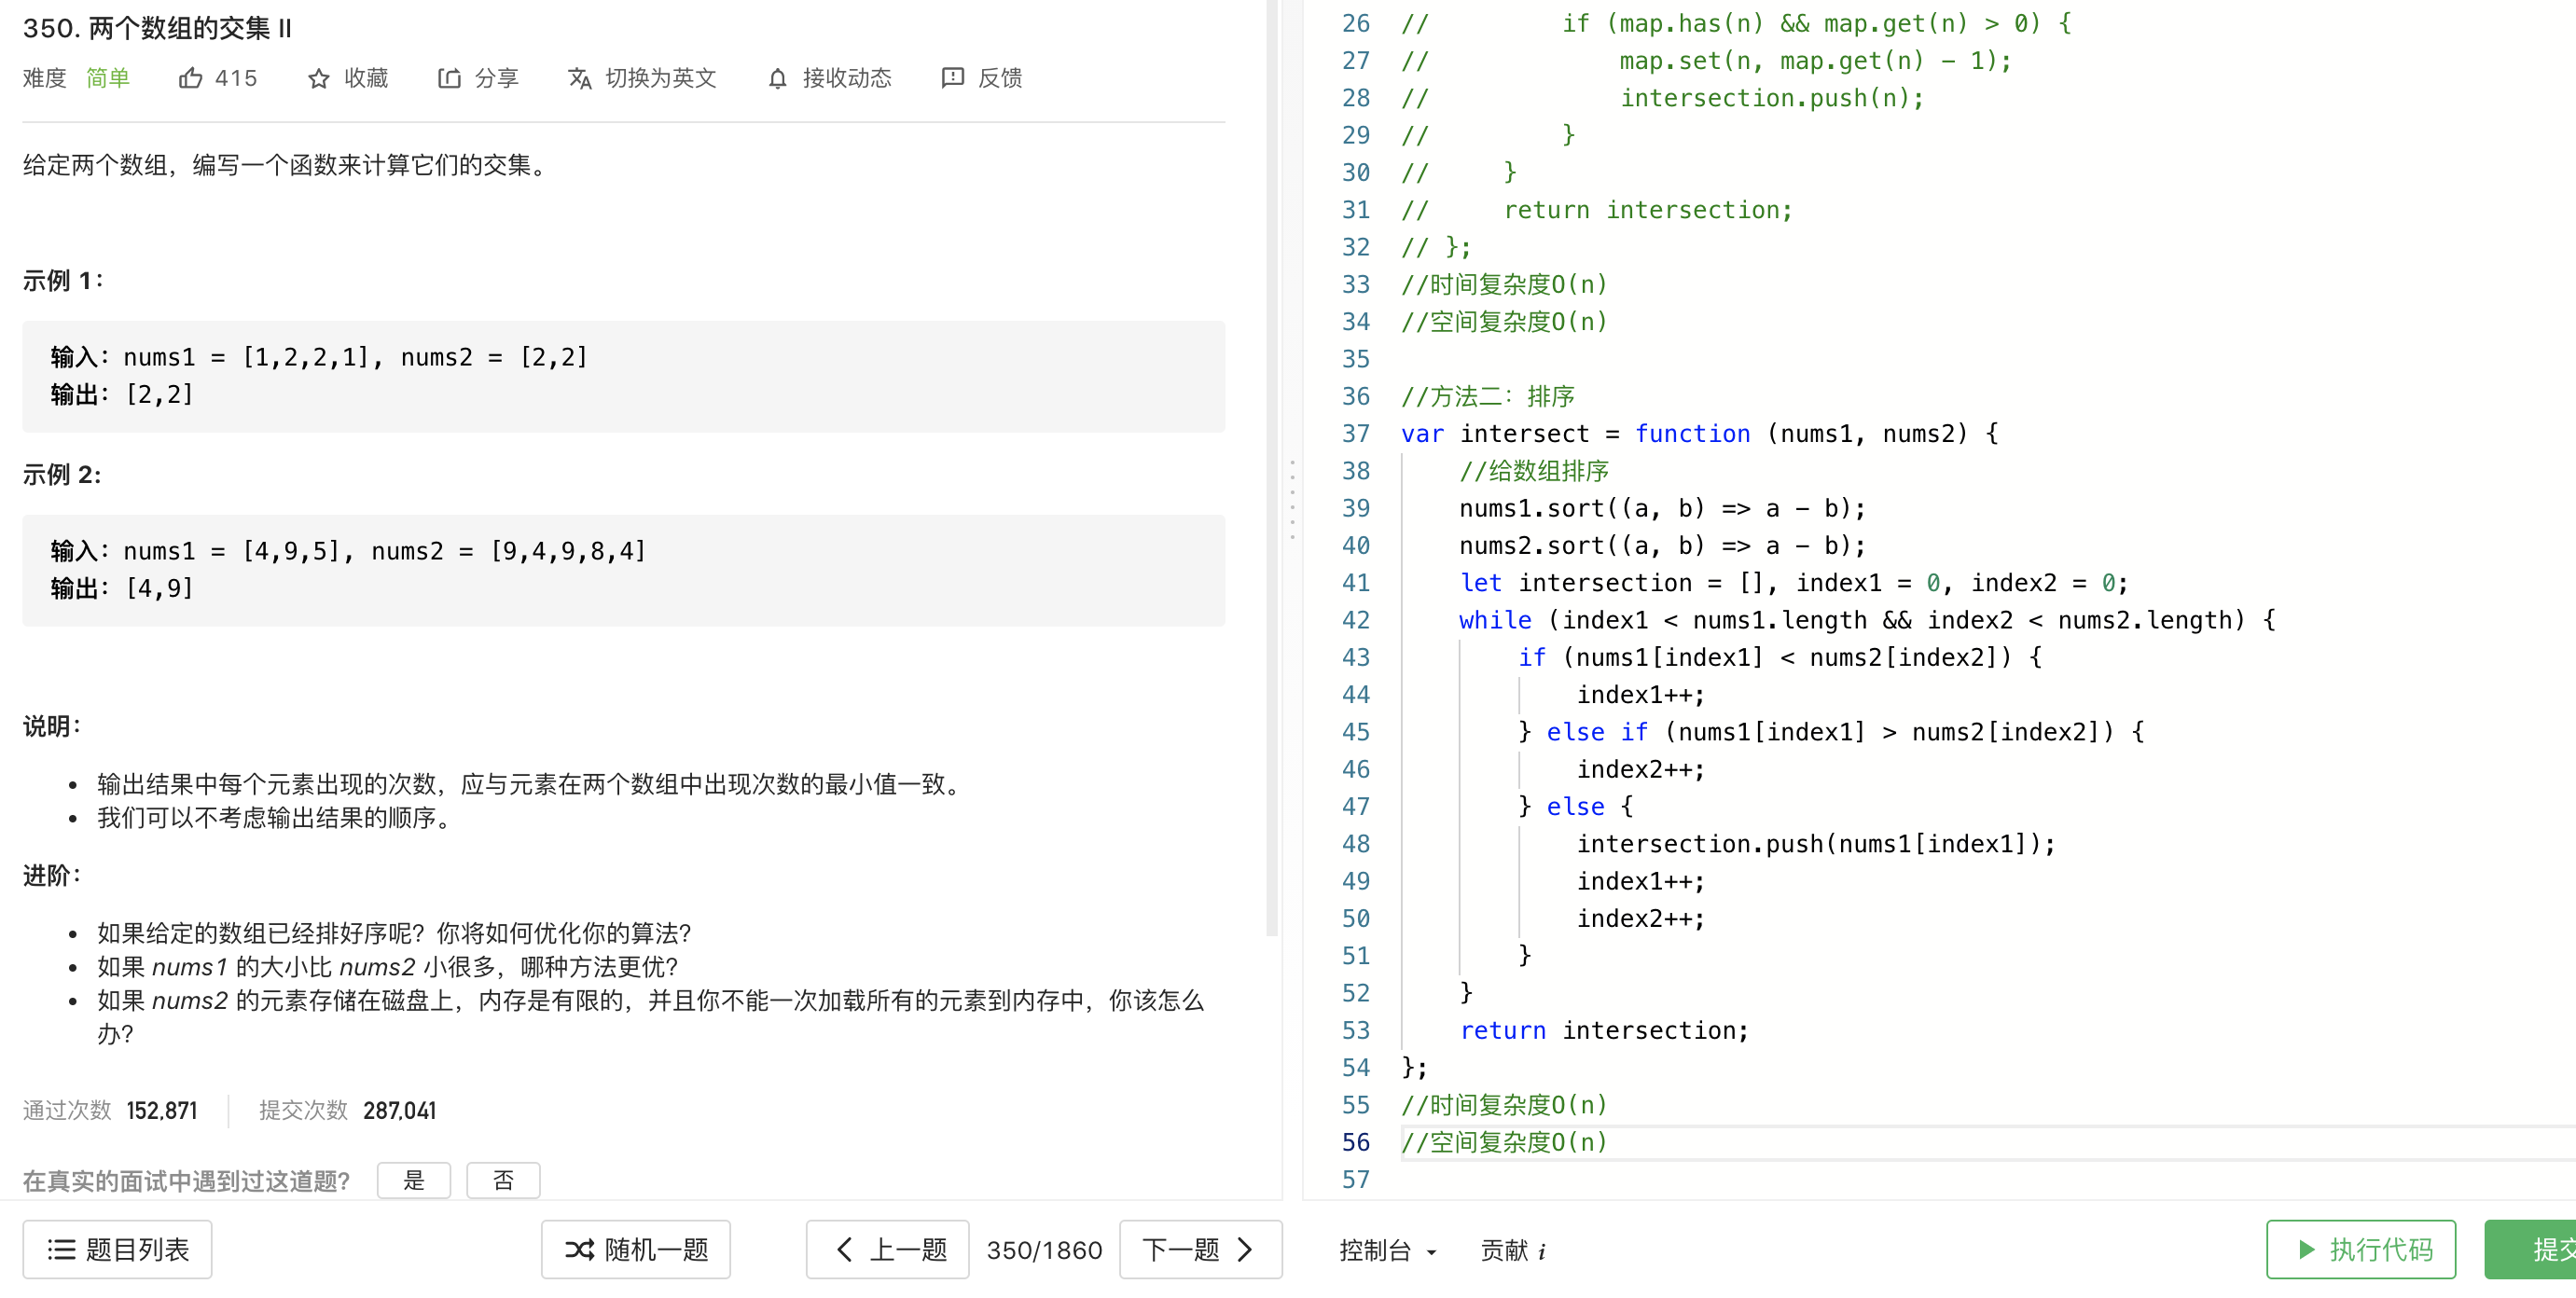 350. 两个数组的交集 II
难度 简单 415 收藏 分享 切换为英文 接收动态 反馈
给定两个数组，编写一个函数来计算它们的交集。
示例 1：
输入：nums1 = [1,2,2,1], nums2 = [2,2]
输出：[2,2]
示例 2:
输入：nums1 = [4,9,5], nums2 = [9,4,9,8,4]
输出：[4,9]
说明：
输出结果中每个元素出现的次数，应与元素在两个数组中出现次数的最小值一致。
我们可以不考虑输出结果的顺序。
进阶：
如果给定的数组已经排好序呢？你将如何优化你的算法？
如果 nums1 的大小比 nums2 小很多，哪种方法更优？
如果 nums2 的元素存储在磁盘上，内存是有限的，并且你不能一次加载所有的元素到内存中，你该怎么
办？
通过次数 152,871 提交次数 287,041
在真实的面试中遇到过这道题？ 是 否
题目列表 随机一题 上一题 350/1860 下一题
26 // if (map.has(n) && map.get(n) > 0) {
27 // map.set(n, map.get(n) - 1);
28 // intersection.push(n);
29 // }
30 // }
31 // return intersection;
32 // };
33 //时间复杂度O(n)
34 //空间复杂度O(n)
35
36 //方法二：排序
37 var intersect = function (nums1, nums2) {
38 //给数组排序
39 nums1.sort((a, b) => a - b);
40 nums2.sort((a, b) => a - b);
41 let intersection = [], index1 = 0, index2 = 0;
42 while (index1 < nums1.length && index2 < nums2.length) {
43 if (nums1[index1] < nums2[index2]) {
44 index1++;
45 } else if (nums1[index1] > nums2[index2]) {
46 index2++;
47 } else {
48 intersection.push(nums1[index1]);
49 index1++;
50 index2++;
51 }
52 }
53 return intersection;
54 };
55 //时间复杂度O(n)
56 //空间复杂度O(n)
57
控制台 贡献 i 执行代码 提交